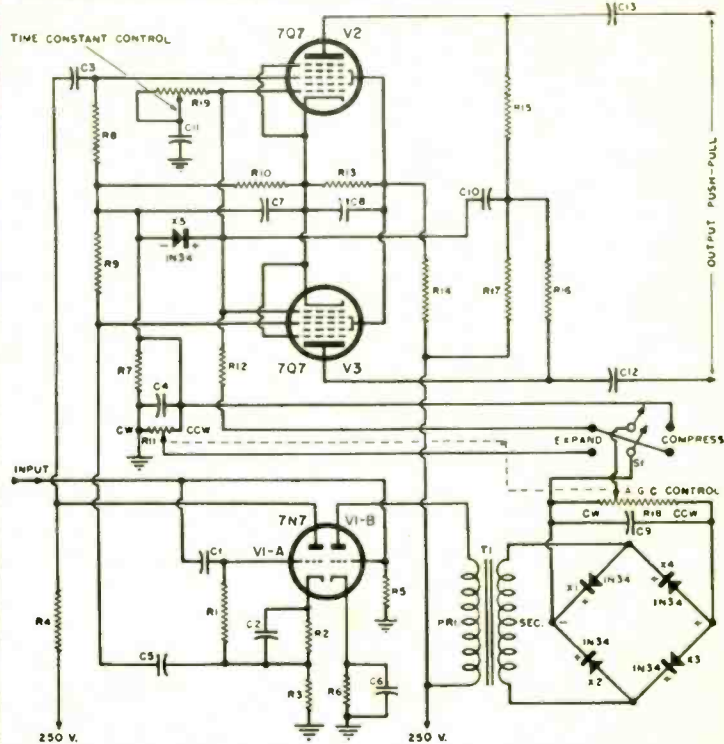 C13
7Q7 V2
TIME CONSTANT CONTROL
C3
R19
R15
R8
C11
R10 R13
C10
C7 C8
X5
- +
1N34
R9
R14 R17 R16
OUTPUT PUSH-PULL
R7
R12
7Q7 V3
C12
C4
CW CCW
R11
EXPAND COMPRESS
S1
INPUT
A G C CONTROL
CW R18 CCW
C9
7N7 V1-B
V1-A
C1
T1
X1 X4
1N34 1N34
R4
R1
R5
PRI. SEC.
- +
C2 R2
1N34 1N34
X2 X3
C5
R3 R6 C6
250 V. 250 V.